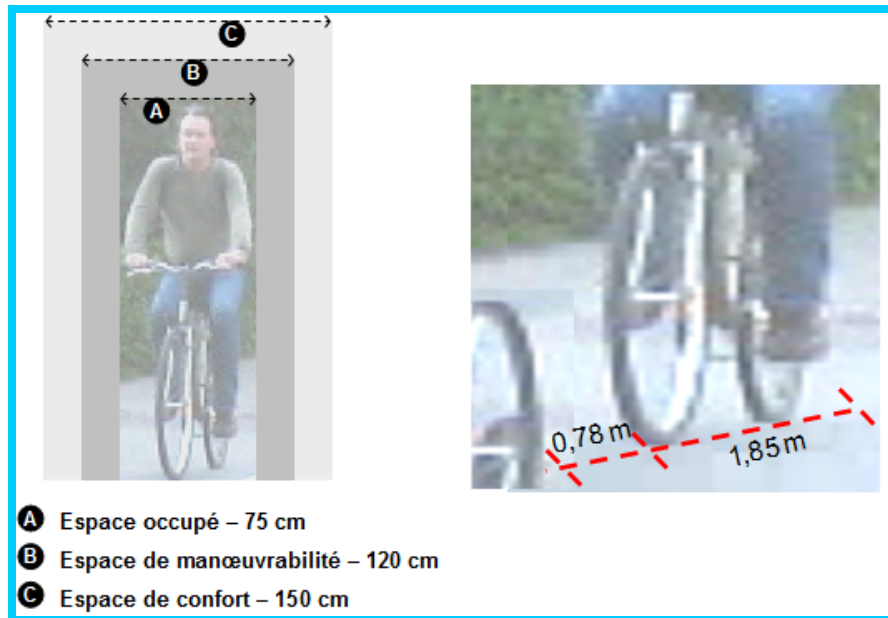 C
B
A
0,78 m
1,85 m
A Espace occupé – 75 cm
B Espace de manœuvrabilité – 120 cm
C Espace de confort – 150 cm